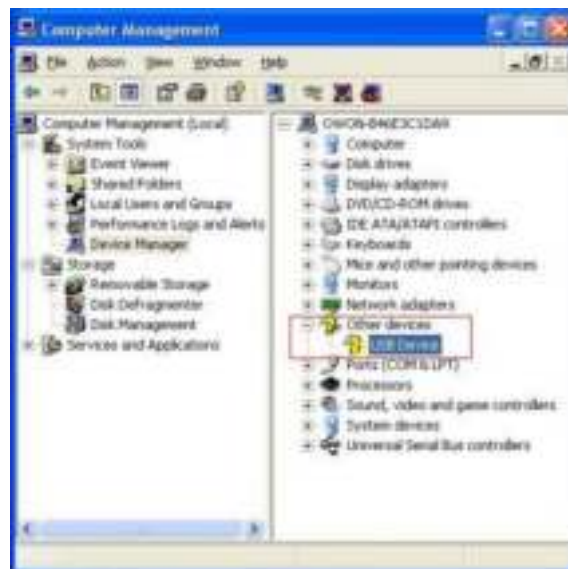 Computer Management
File Action View Window Help
Computer Management (Local)
System Tools
Event Viewer
Shared Folders
Local Users and Groups
Performance Logs and Alerts
Device Manager
Storage
Removable Storage
Disk Defragmenter
Disk Management
Services and Applications
Computer
Disk drives
Display adapters
DVD/CD-ROM drives
IDE ATA/ATAPI controllers
Keyboards
Mice and other pointing devices
Monitors
Network adapters
Other devices
USB Device
Ports (COM & LPT)
Processors
Sound, video and game controllers
System devices
Universal Serial Bus controllers